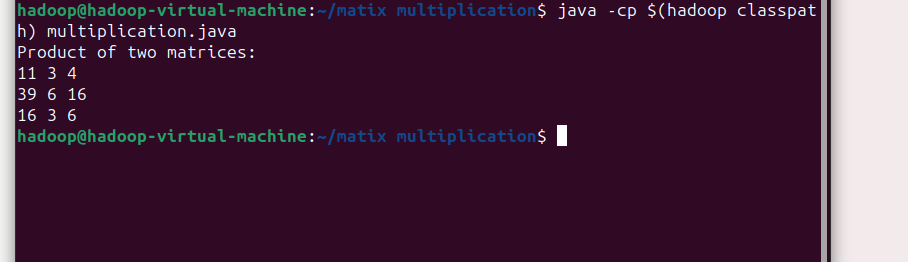 hadoop@hadoop-virtual-machine:~/matix multiplication$ java -cp $(hadoop classpat
h) multiplication.java
Product of two matrices:
11 3 4
39 6 16
16 3 6
hadoop@hadoop-virtual-machine:~/matix multiplication$